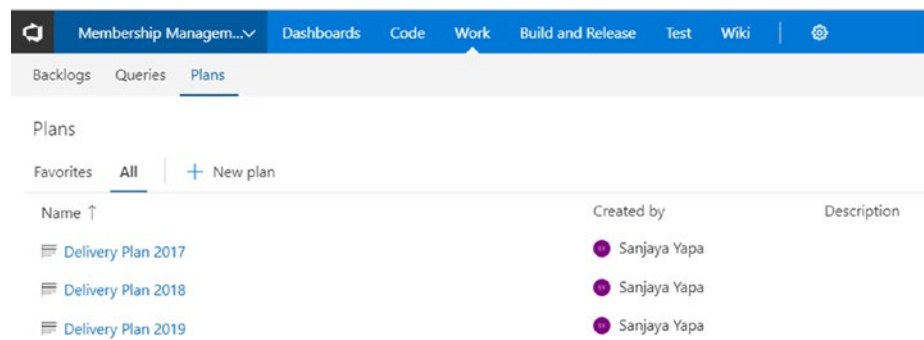 Membership Managem... Dashboards Code Work Build and Release Test Wiki
Backlogs Queries Plans
Plans
Favorites All + New plan
Name ↑ Created by Description
Delivery Plan 2017 Sanjaya Yapa
Delivery Plan 2018 Sanjaya Yapa
Delivery Plan 2019 Sanjaya Yapa